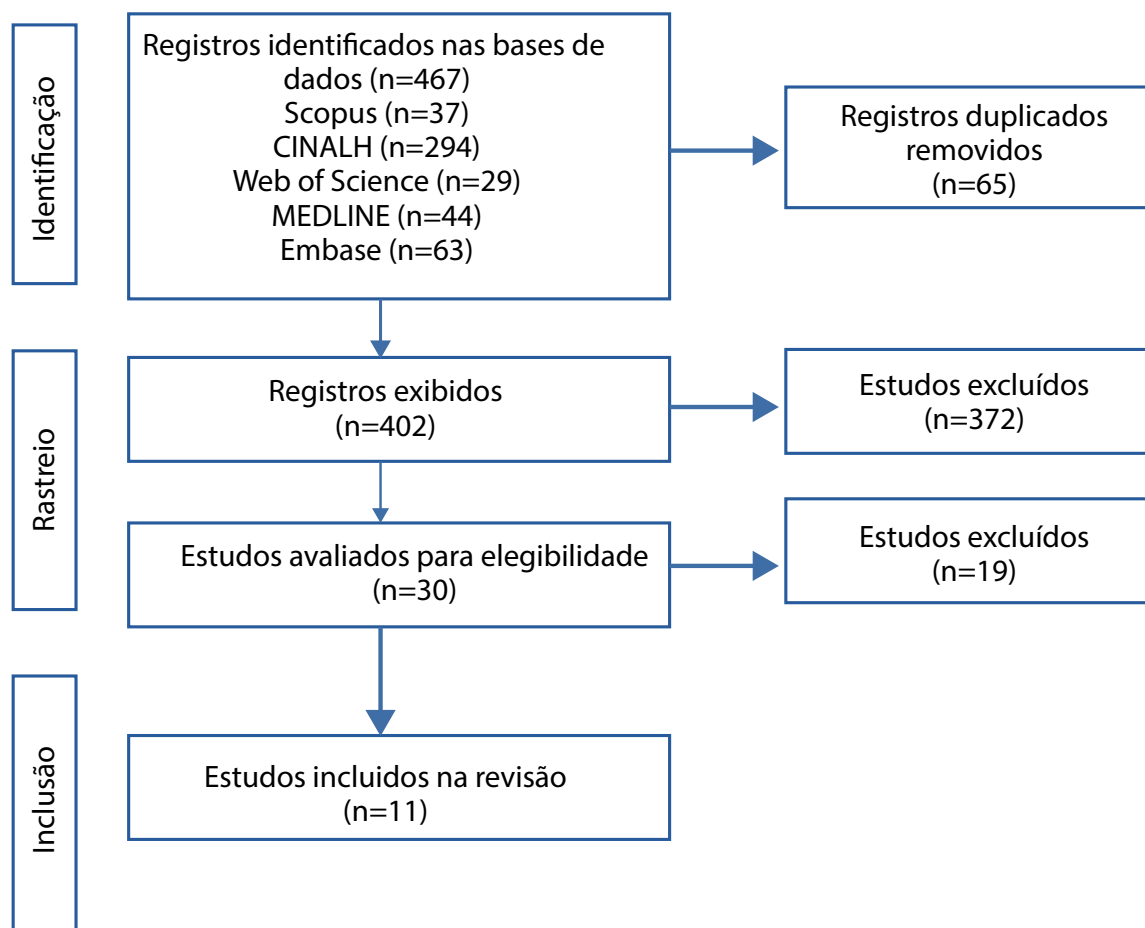 Identificação
Registros identificados nas bases de
dados (n=467)
Scopus (n=37)
CINALH (n=294)
Web of Science (n=29)
MEDLINE (n=44)
Embase (n=63)
Registros duplicados
removidos
(n=65)
Rastreio
Registros exibidos
(n=402)
Estudos excluídos
(n=372)
Estudos avaliados para elegibilidade
(n=30)
Estudos excluídos
(n=19)
Inclusão
Estudos incluidos na revisão
(n=11)